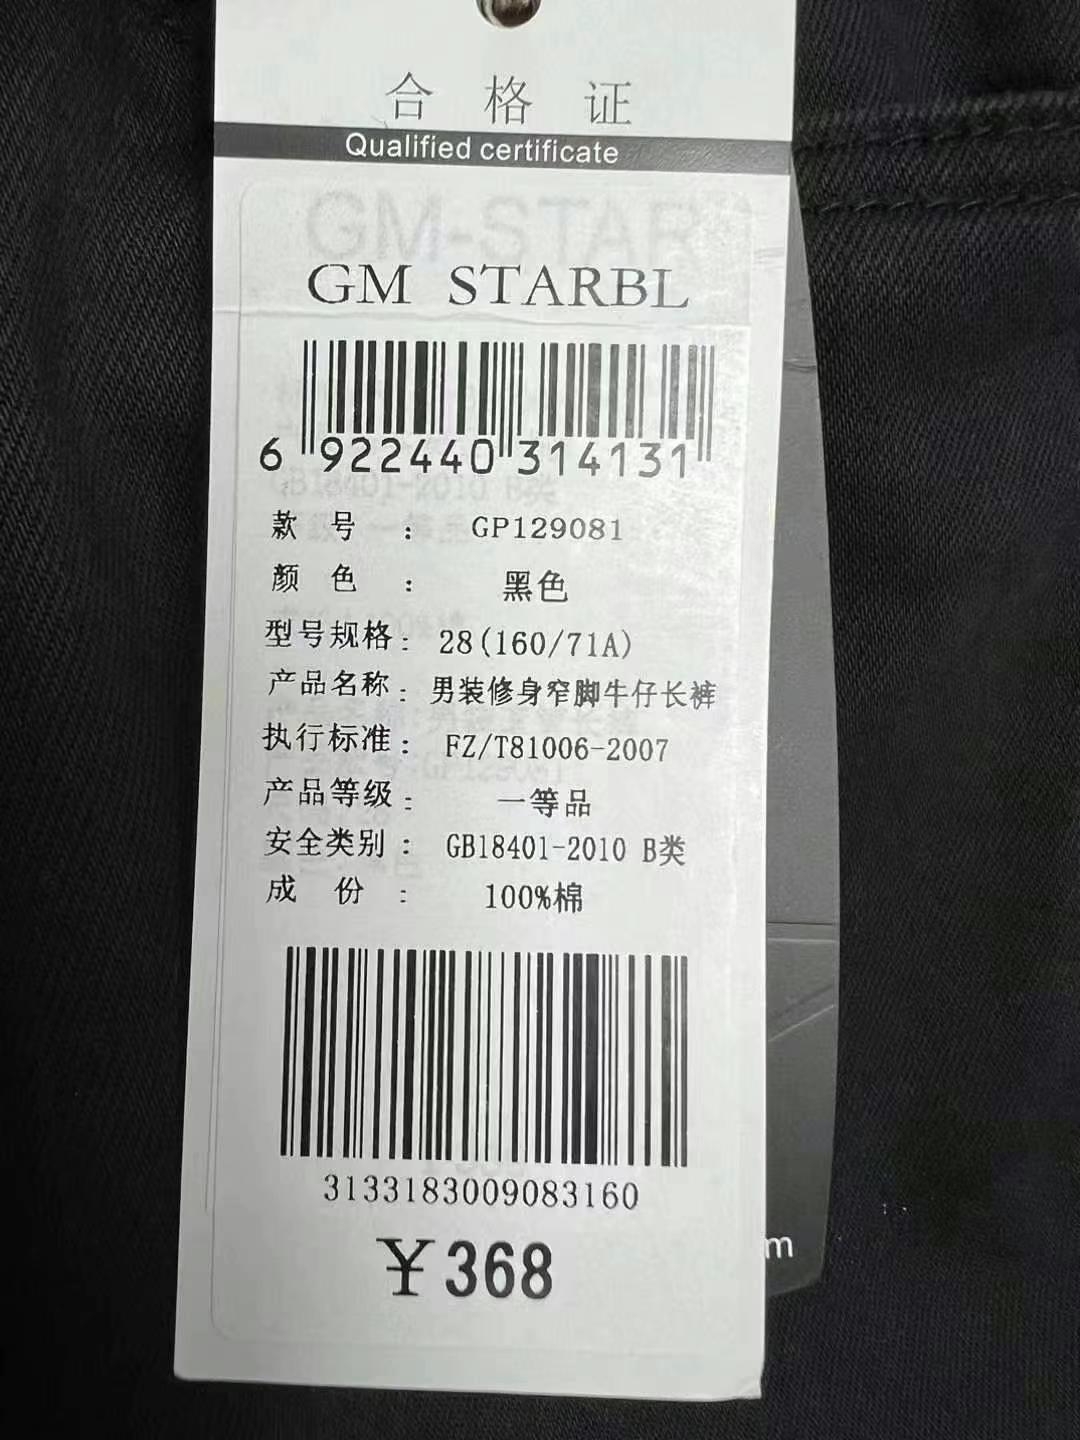 合格证
Qualified certificate
GM-STAR
GM STARBL
6 922440 314131
款号： GP129081
颜色： 黑色
型号规格： 28(160/71A)
产品名称： 男装修身窄脚牛仔长裤
执行标准： FZ/T81006-2007
产品等级： 一等品
安全类别： GB18401-2010 B类
成份： 100%棉
3133183009083160
￥368
m